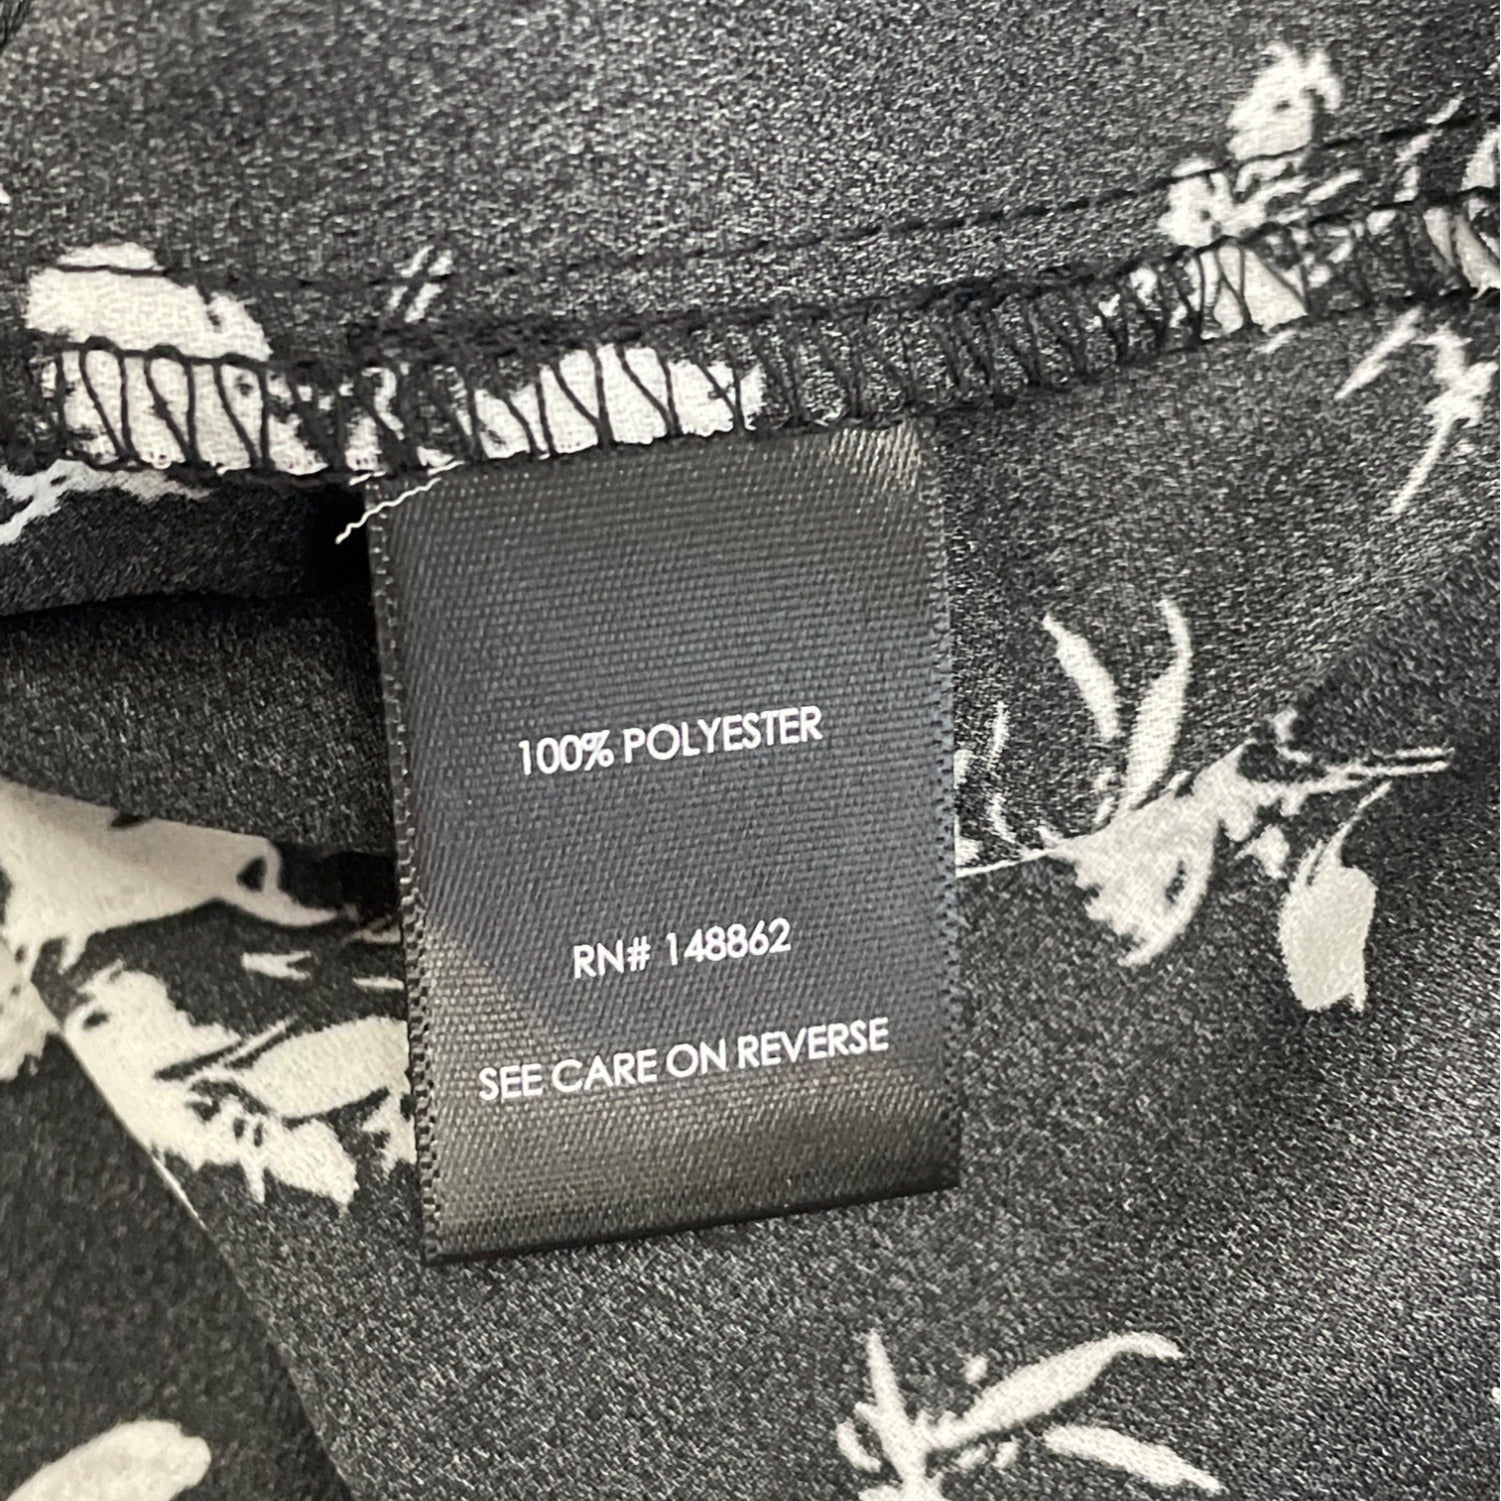 100% POLYESTER
RN# 148862
SEE CARE ON REVERSE